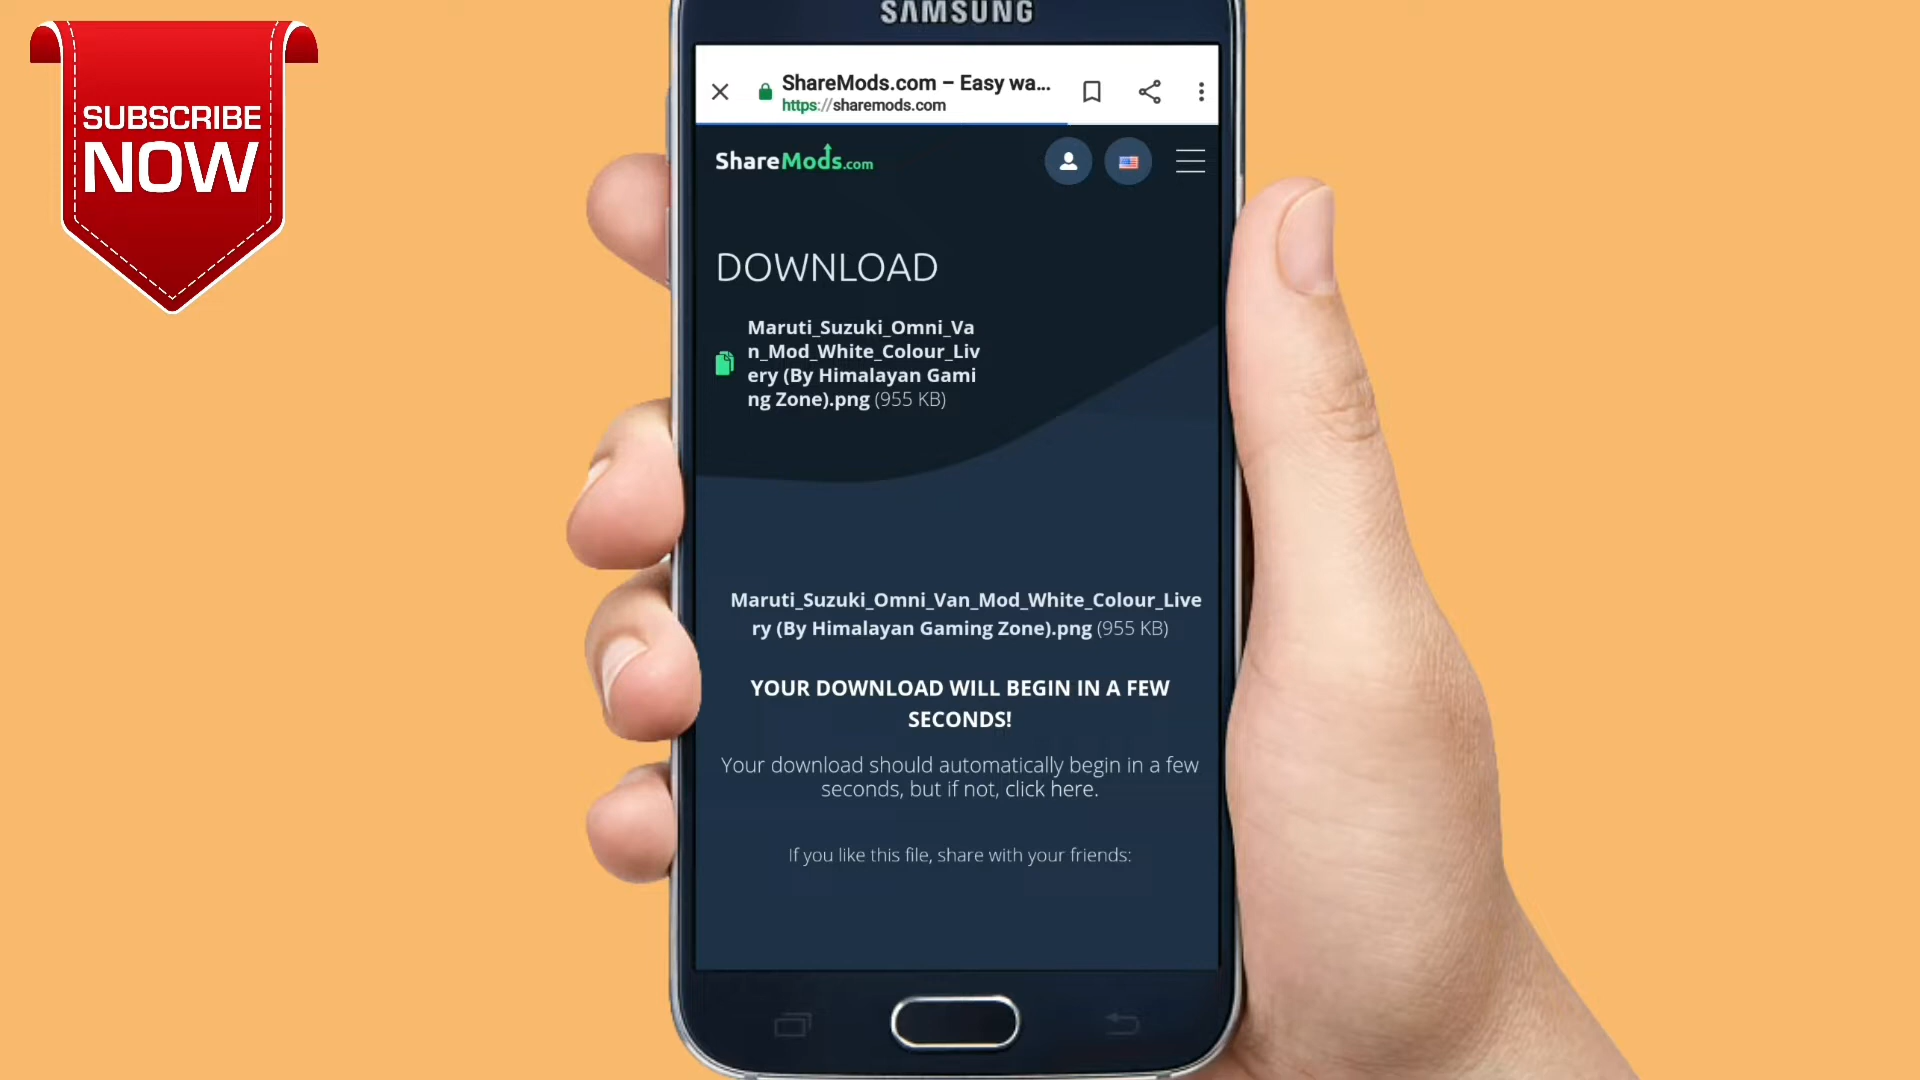 SUBSCRIBE
NOW
SAMSUNG
ShareMods.com – Easy wa...
https://sharemods.com
ShareMods.com
DOWNLOAD
Maruti_Suzuki_Omni_Va
n_Mod_White_Colour_Liv
ery (By Himalayan Gami
ng Zone).png (955 KB)
Maruti_Suzuki_Omni_Van_Mod_White_Colour_Live
ry (By Himalayan Gaming Zone).png (955 KB)
YOUR DOWNLOAD WILL BEGIN IN A FEW
SECONDS!
Your download should automatically begin in a few
seconds, but if not, click here.
If you like this file, share with your friends: